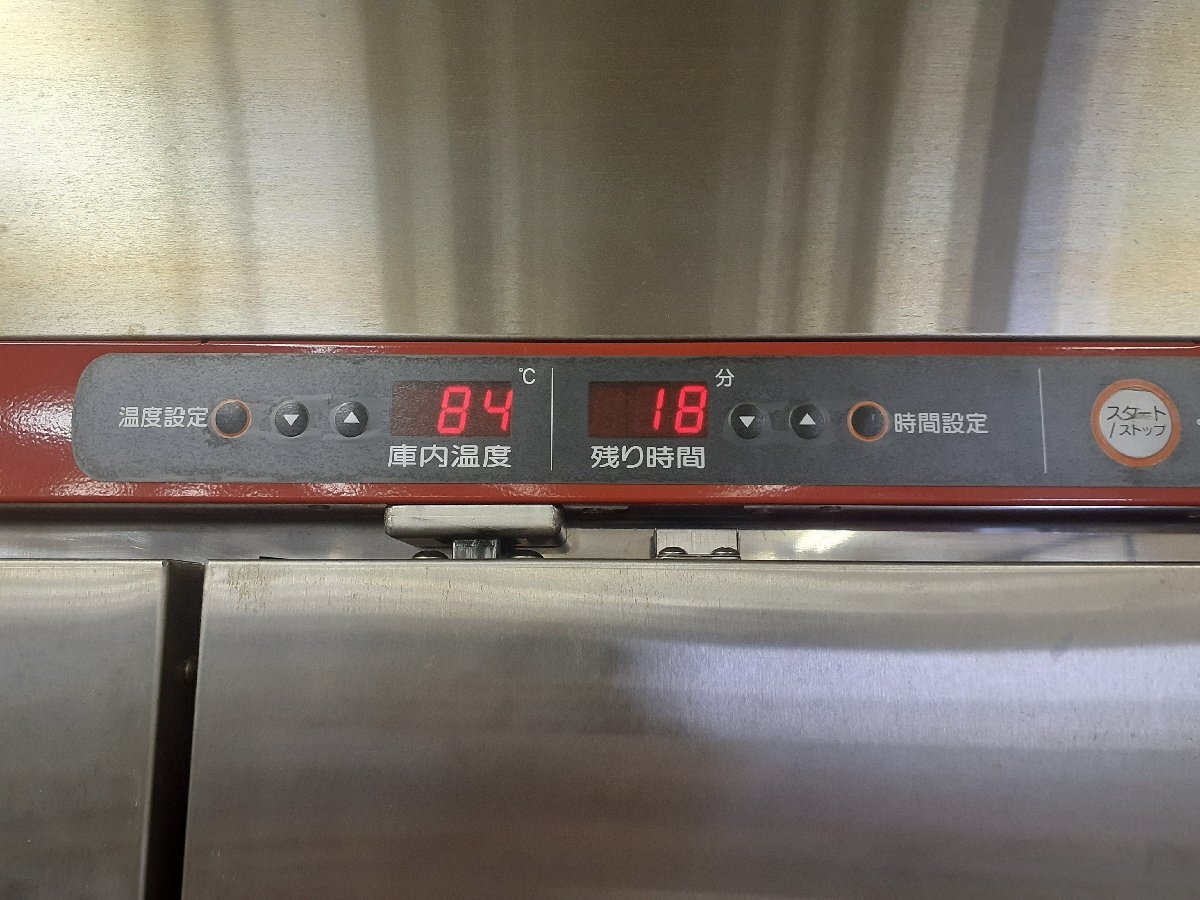 温度設定 ▼ ▲ 84 ℃
庫内温度
18 分 ▼ ▲ 時間設定
残り時間
スタート
/ストップ